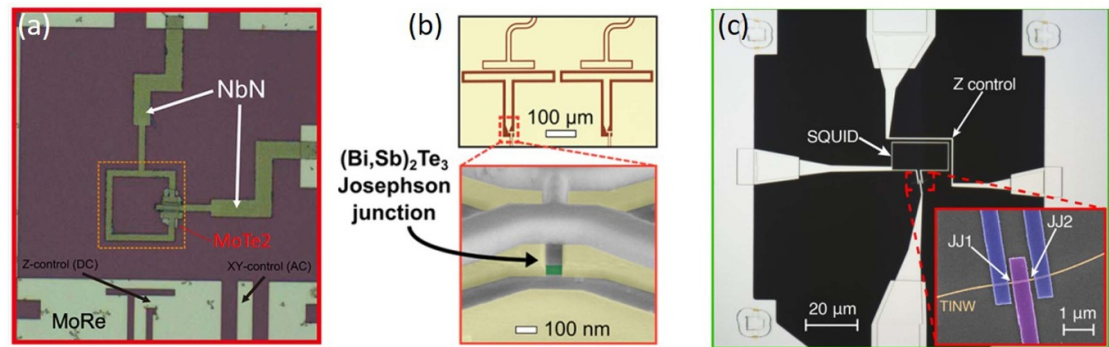 (a)
NbN
MoTe2
Z-control (DC)
XY-control (AC)
MoRe
(b)
100 µm
(Bi,Sb)₂Te₃
Josephson
junction
100 nm
(c)
Z control
SQUID
20 µm
JJ1
JJ2
TINW
1 µm